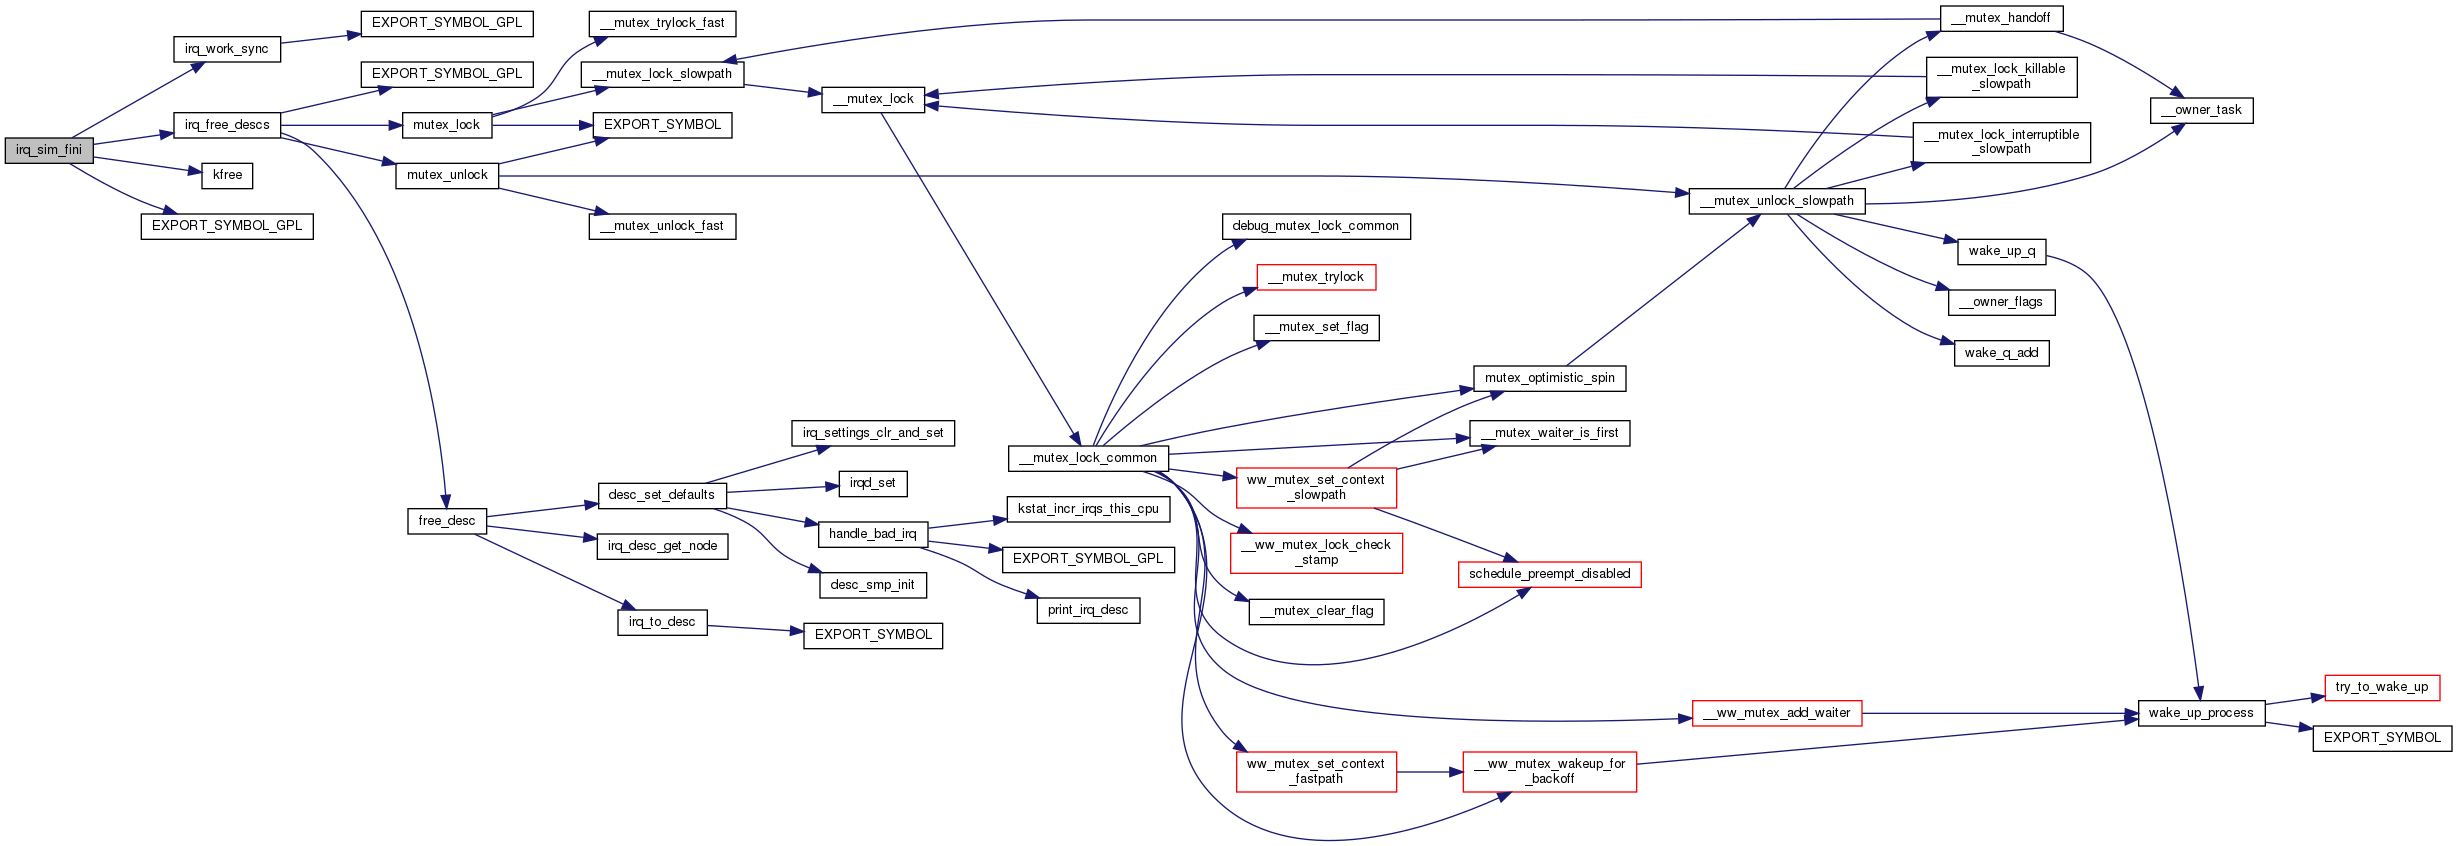 irq_sim_fini
irq_work_sync
EXPORT_SYMBOL_GPL
irq_free_descs
EXPORT_SYMBOL_GPL
kfree
EXPORT_SYMBOL_GPL
mutex_lock
mutex_unlock
__mutex_trylock_fast
__mutex_lock_slowpath
EXPORT_SYMBOL
__mutex_unlock_fast
__mutex_lock
free_desc
desc_set_defaults
irq_desc_get_node
irq_to_desc
irq_settings_clr_and_set
irqd_set
handle_bad_irq
desc_smp_init
EXPORT_SYMBOL
kstat_incr_irqs_this_cpu
EXPORT_SYMBOL_GPL
print_irq_desc
__mutex_lock_common
debug_mutex_lock_common
__mutex_trylock
__mutex_set_flag
mutex_optimistic_spin
__mutex_waiter_is_first
ww_mutex_set_context
_slowpath
__ww_mutex_lock_check
_stamp
schedule_preempt_disabled
__mutex_clear_flag
__ww_mutex_add_waiter
ww_mutex_set_context
_fastpath
__ww_mutex_wakeup_for
_backoff
__mutex_unlock_slowpath
__mutex_handoff
__mutex_lock_killable
_slowpath
__mutex_lock_interruptible
_slowpath
__owner_task
wake_up_q
__owner_flags
wake_q_add
wake_up_process
try_to_wake_up
EXPORT_SYMBOL